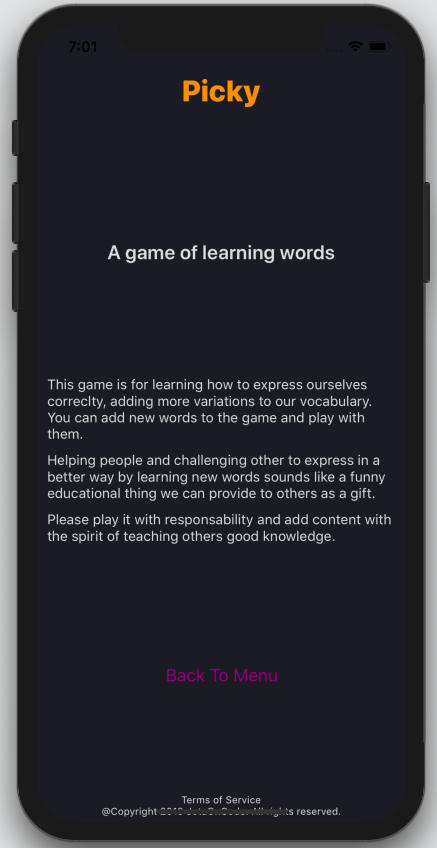 7:01
Picky
A game of learning words
This game is for learning how to express ourselves
correclty, adding more variations to our vocabulary.
You can add new words to the game and play with
them.
Helping people and challenging other to express in a
better way by learning new words sounds like a funny
educational thing we can provide to others as a gift.
Please play it with responsability and add content with
the spirit of teaching others good knowledge.
Back To Menu
Terms of Service
@Copyright reserved.